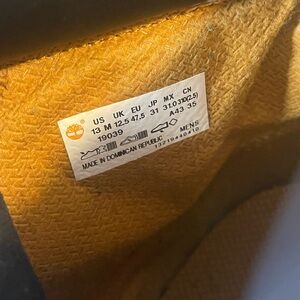 US UK EU JP MX CN
13 M 12.5 47.5 31 31.0 310(2.5)
19039 A43 35
MENS
MADE IN DOMINICAN REPUBLIC